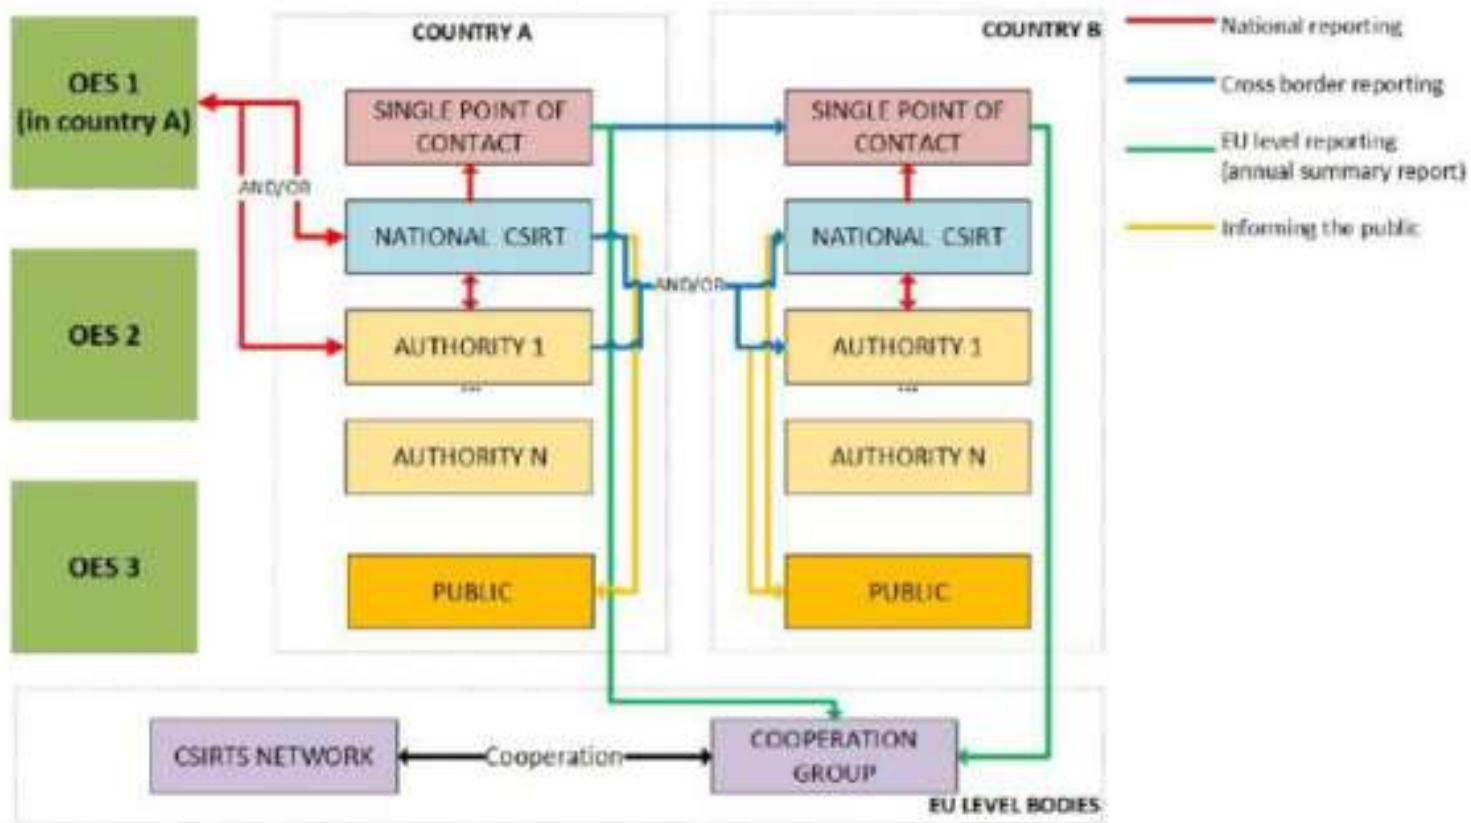 COUNTRY A
COUNTRY B
National reporting
Cross border reporting
EU level reporting
(annual summary report)
Informing the public
OES 1
(in country A)
OES 2
OES 3
AND/OR
SINGLE POINT OF
CONTACT
NATIONAL CSIRT
AUTHORITY 1
...
AUTHORITY N
PUBLIC
AND/OR
SINGLE POINT OF
CONTACT
NATIONAL CSIRT
AUTHORITY 1
...
AUTHORITY N
PUBLIC
CSIRTS NETWORK
Cooperation
COOPERATION
GROUP
EU LEVEL BODIES